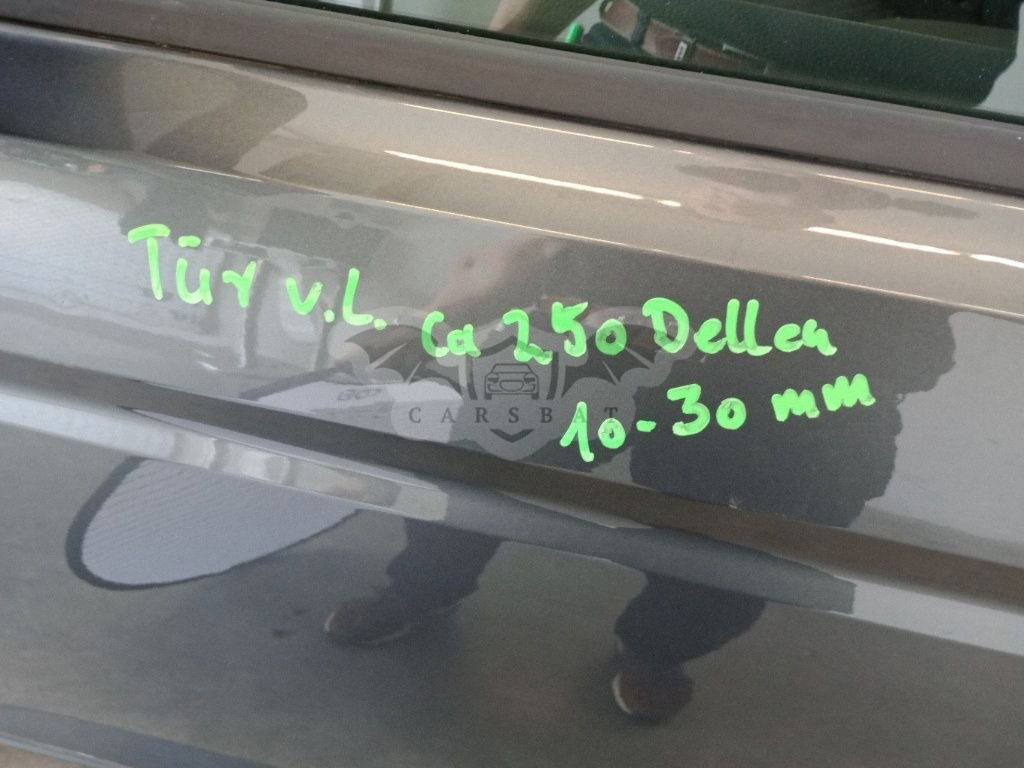 Tür v.l.
ca 250 Dellen
10-30 mm
CARSBAT